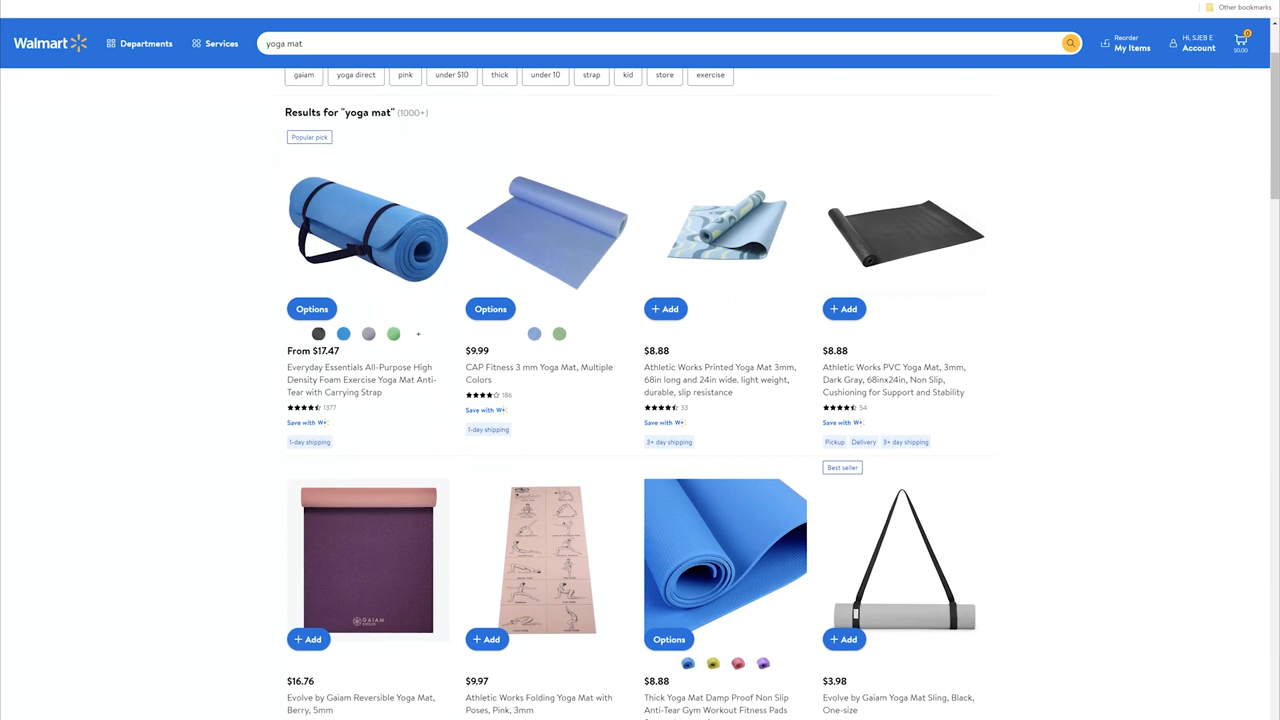 Other bookmarks
Walmart
Departments
Services
yoga mat
Reorder
My Items
Hi, SJEB E
Account
0
$0.00
gaiam
yoga direct
pink
under $10
thick
under 10
strap
kid
store
exercise
Results for "yoga mat" (1000+)
Popular pick
Options
Options
+ Add
+ Add
+
From $17.47
Everyday Essentials All-Purpose High
Density Foam Exercise Yoga Mat Anti-
Tear with Carrying Strap
1377
Save with W+
1-day shipping
$9.99
CAP Fitness 3 mm Yoga Mat, Multiple
Colors
186
Save with W+
1-day shipping
$8.88
Athletic Works Printed Yoga Mat 3mm,
68in long and 24in wide. light weight,
durable, slip resistance
33
Save with W+
3+ day shipping
$8.88
Athletic Works PVC Yoga Mat, 3mm,
Dark Gray, 68inx24in, Non Slip,
Cushioning for Support and Stability
54
Save with W+
Pickup Delivery 3+ day shipping
Best seller
GAIAM
+ Add
+ Add
Options
+ Add
$16.76
Evolve by Gaiam Reversible Yoga Mat,
Berry, 5mm
$9.97
Athletic Works Folding Yoga Mat with
Poses, Pink, 3mm
$8.88
Thick Yoga Mat Damp Proof Non Slip
Anti-Tear Gym Workout Fitness Pads
$3.98
Evolve by Gaiam Yoga Mat Sling, Black,
One-size